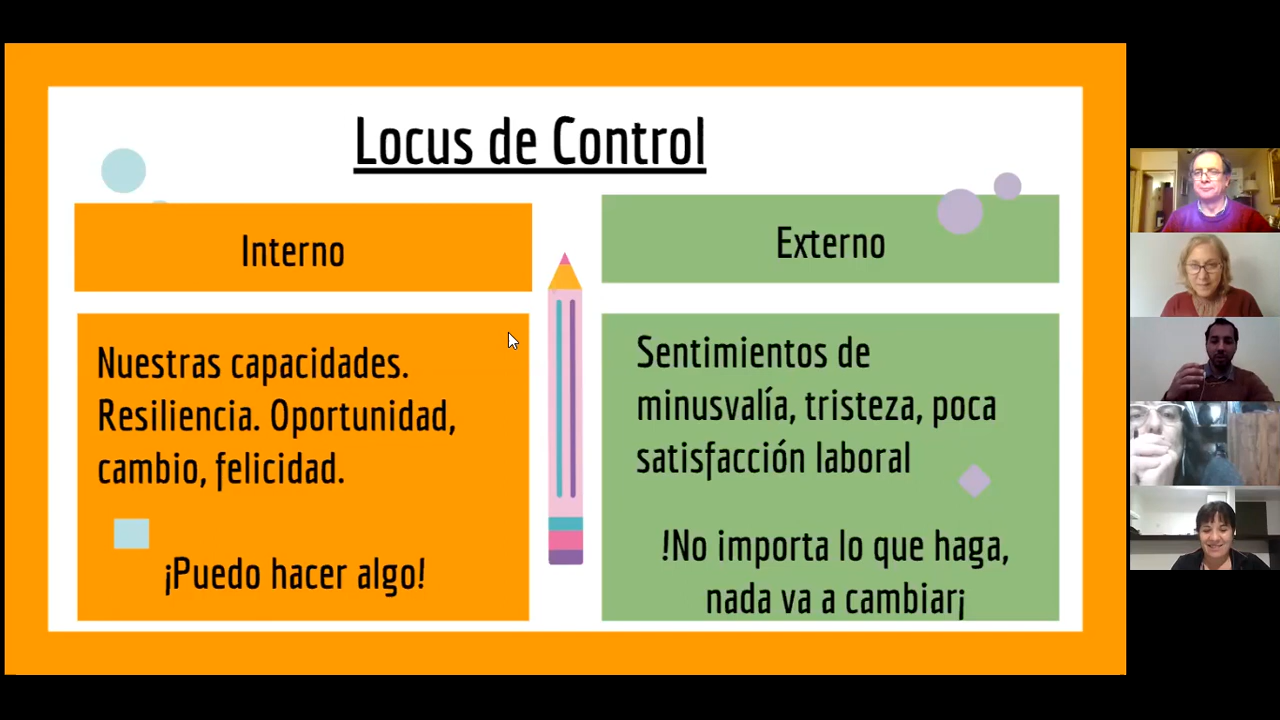 Locus de Control
Interno
Nuestras capacidades.
Resiliencia. Oportunidad,
cambio, felicidad.
¡Puedo hacer algo!
Externo
Sentimientos de
minusvalía, tristeza, poca
satisfacción laboral
!No importa lo que haga,
nada va a cambiar¡